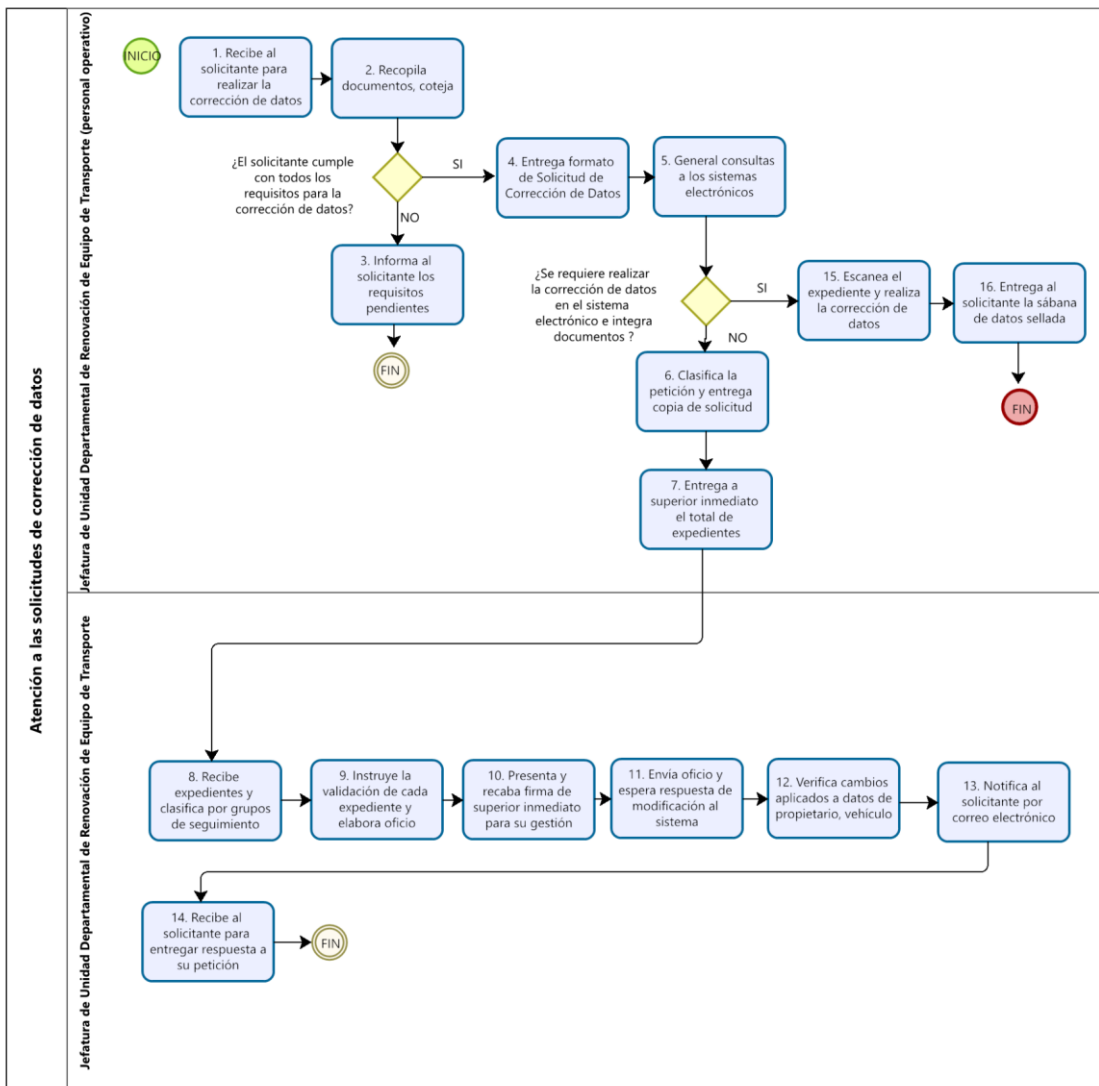 Atención a las solicitudes de corrección de datos
Jefatura de Unidad Departamental de Renovación de Equipo de Transporte (personal operativo)
INICIO
1. Recibe al
solicitante para
realizar la
corrección de datos
2. Recopila
documentos, coteja
¿El solicitante cumple
con todos los
requisitos para la
corrección de datos?
SI
NO
3. Informa al
solicitante los
requisitos
pendientes
FIN
4. Entrega formato
de Solicitud de
Corrección de Datos
5. General consultas
a los sistemas
electrónicos
¿Se requiere realizar
la corrección de datos
en el sistema
electrónico e integra
documentos ?
SI
NO
15. Escanea el
expediente y realiza
la corrección de
datos
16. Entrega al
solicitante la sábana
de datos sellada
FIN
6. Clasifica la
petición y entrega
copia de solicitud
7. Entrega a
superior inmediato
el total de
expedientes
Jefatura de Unidad Departamental de Renovación de Equipo de Transporte
8. Recibe
expedientes y
clasifica por grupos
de seguimiento
9. Instruye la
validación de cada
expediente y
elabora oficio
10. Presenta y
recaba firma de
superior inmediato
para su gestión
11. Envía oficio y
espera respuesta de
modificación al
sistema
12. Verifica cambios
aplicados a datos de
propietario, vehículo
13. Notifica al
solicitante por
correo electrónico
14. Recibe al
solicitante para
entregar respuesta a
su petición
FIN